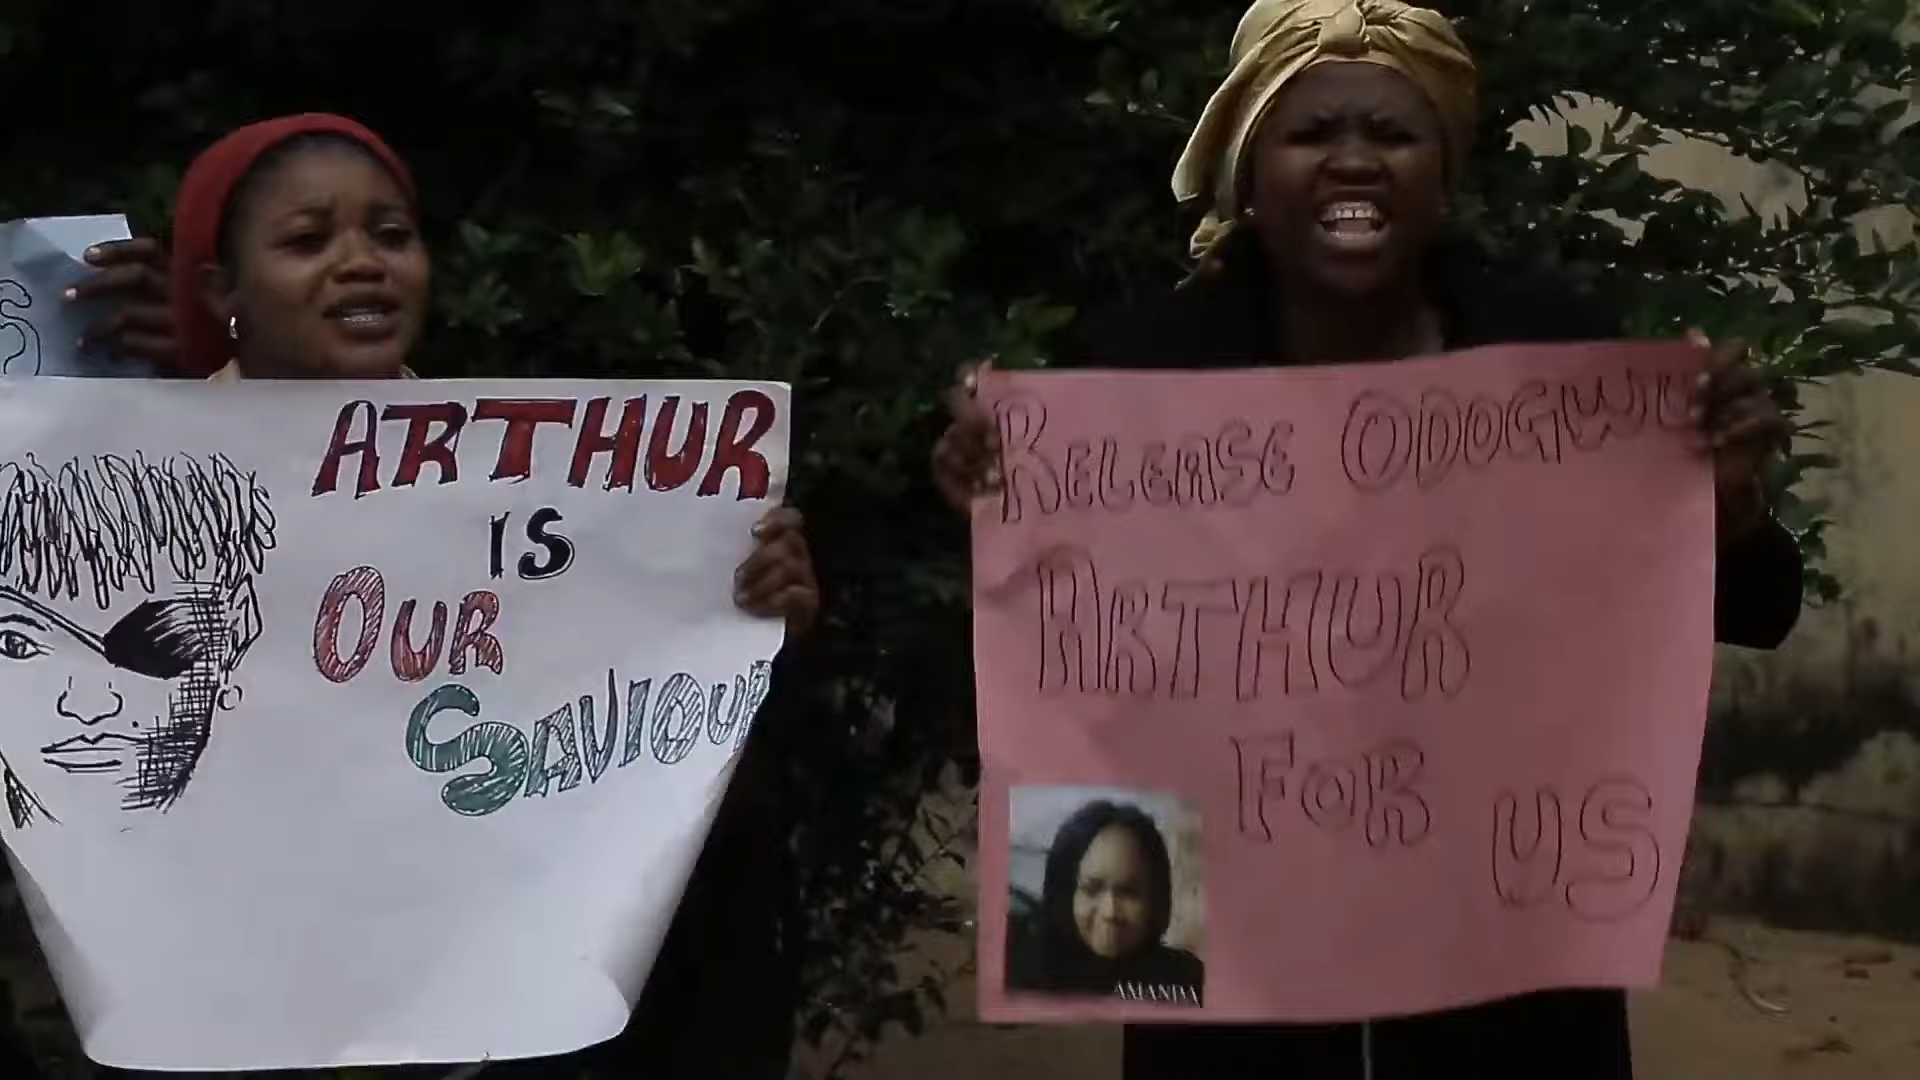 S
ARTHUR
IS
OUR
SAVIOUR
RELEASE ODOGWU
ARTHUR
FOR US
AMANDA